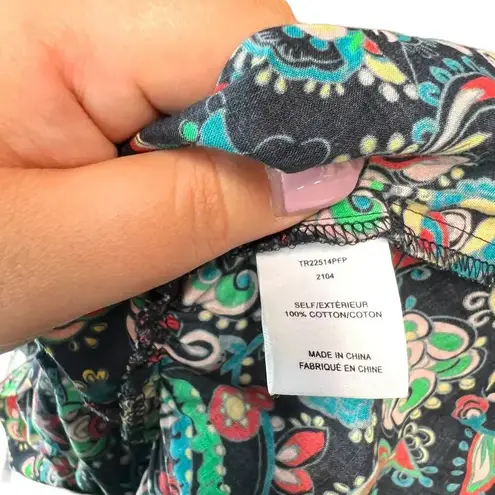 TR22514PFP
2104
SELF/EXTÉRIEUR
100% COTTON/COTON
MADE IN CHINA
FABRIQUÉ EN CHINE